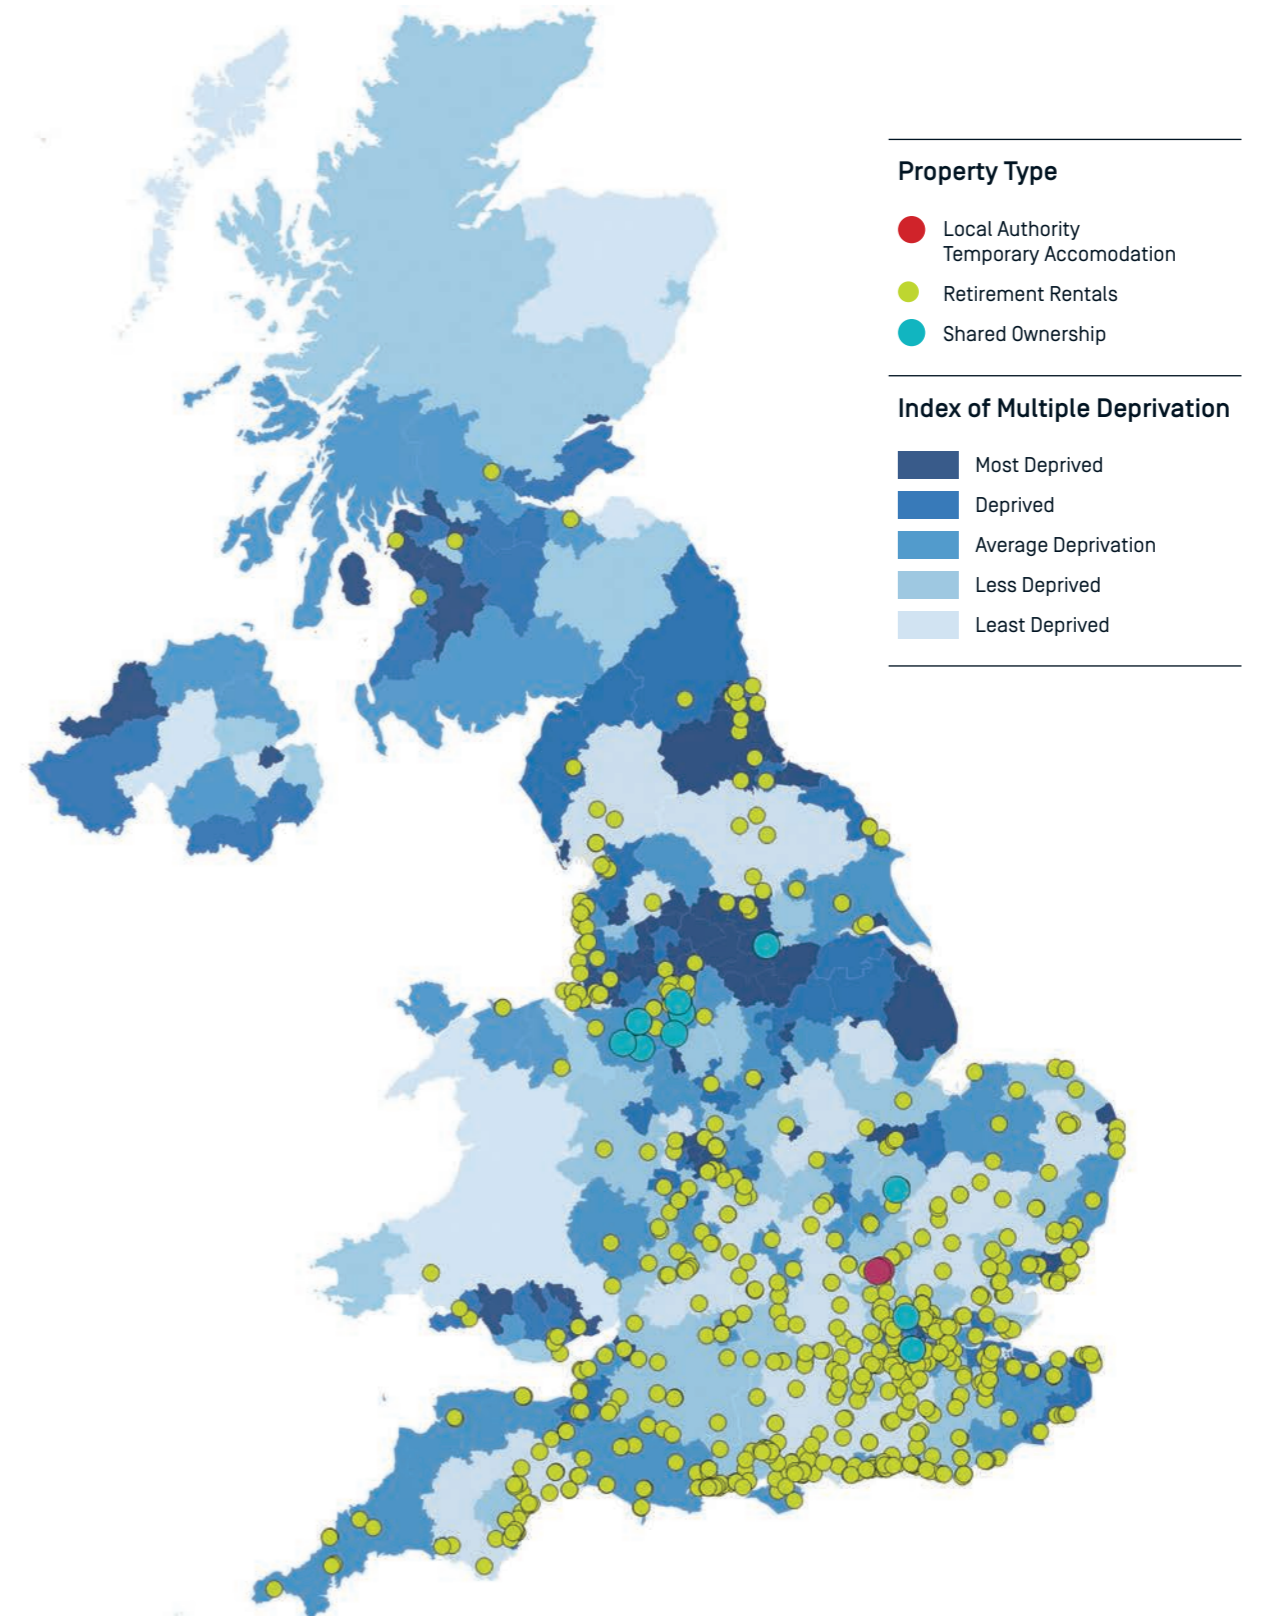 Property Type
Local Authority
Temporary Accomodation
Retirement Rentals
Shared Ownership
Index of Multiple Deprivation
Most Deprived
Deprived
Average Deprivation
Less Deprived
Least Deprived